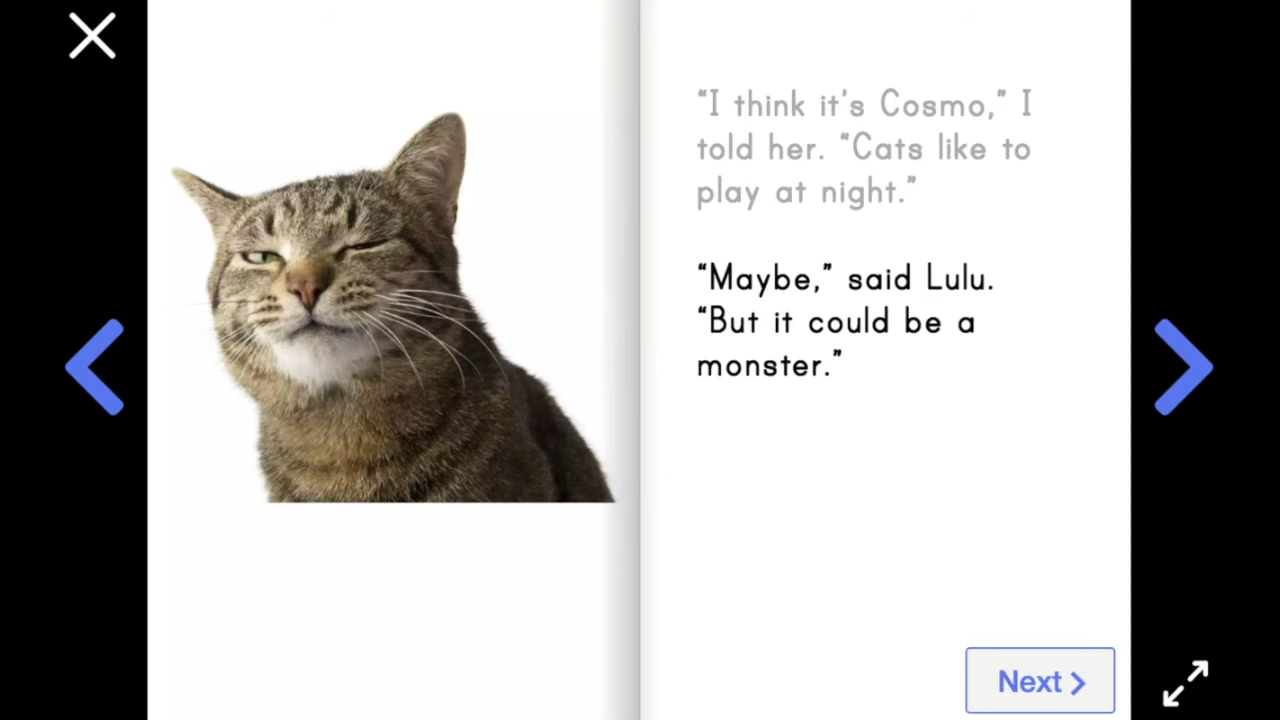 “I think it’s Cosmo,” I
told her. “Cats like to
play at night.”
“Maybe,” said Lulu.
“But it could be a
monster.”
Next